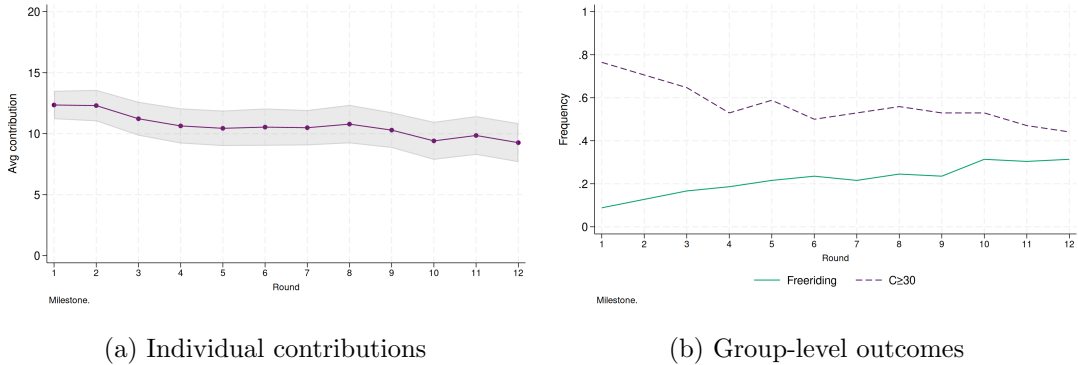 20
15
10
5
0
Avg contribution
1 2 3 4 5 6 7 8 9 10 11 12
Round
Milestone.
(a) Individual contributions
1
.8
.6
.4
.2
0
Frequency
1 2 3 4 5 6 7 8 9 10 11 12
Round
Freeriding C≥30
Milestone.
(b) Group-level outcomes